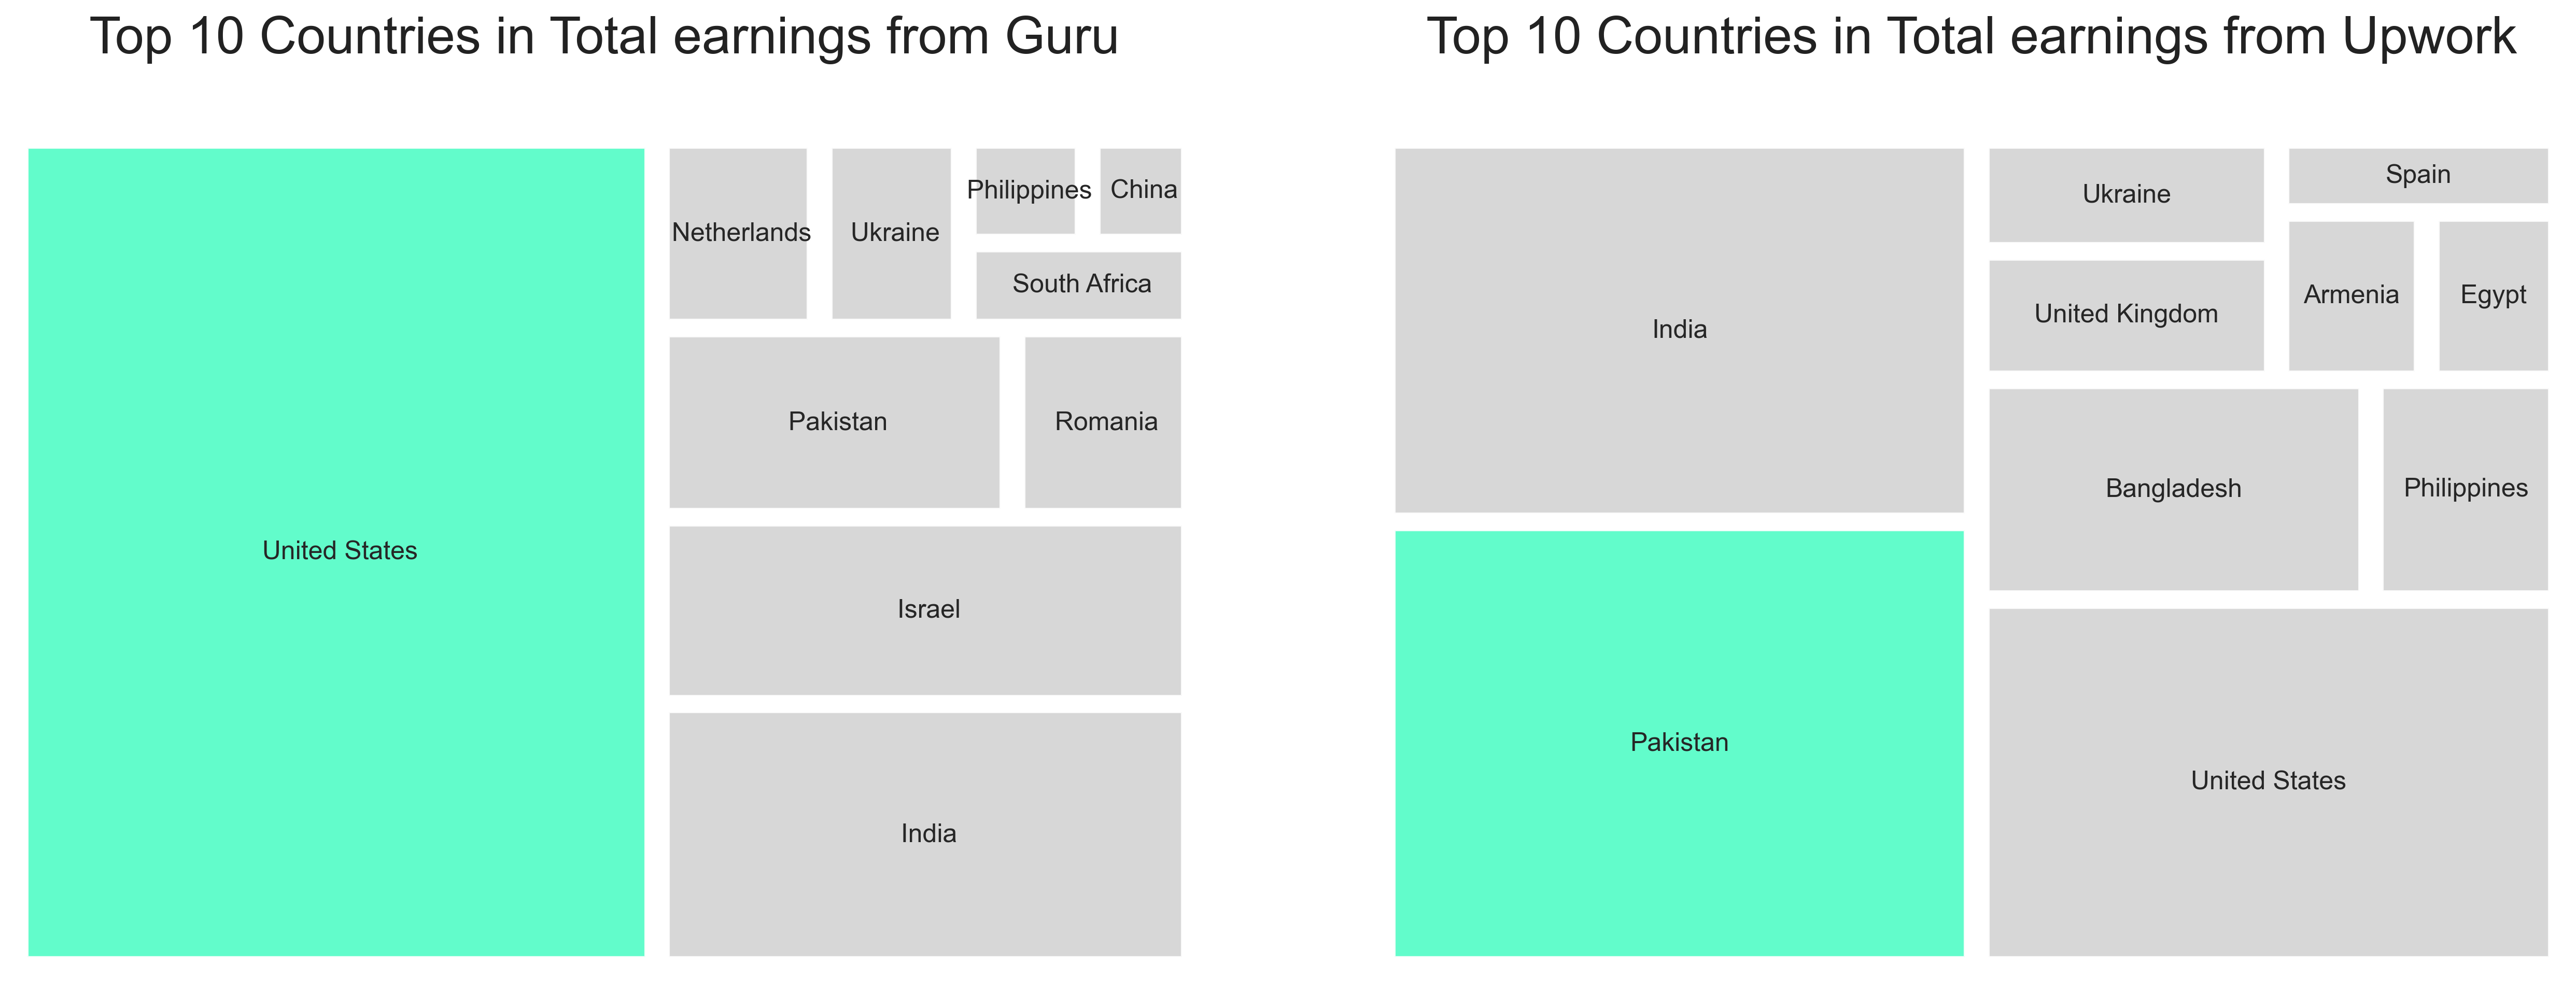 Top 10 Countries in Total earnings from Guru
United States
Netherlands
Ukraine
Philippines
China
South Africa
Pakistan
Romania
Israel
India
Top 10 Countries in Total earnings from Upwork
India
Pakistan
Ukraine
Spain
United Kingdom
Armenia
Egypt
Bangladesh
Philippines
United States